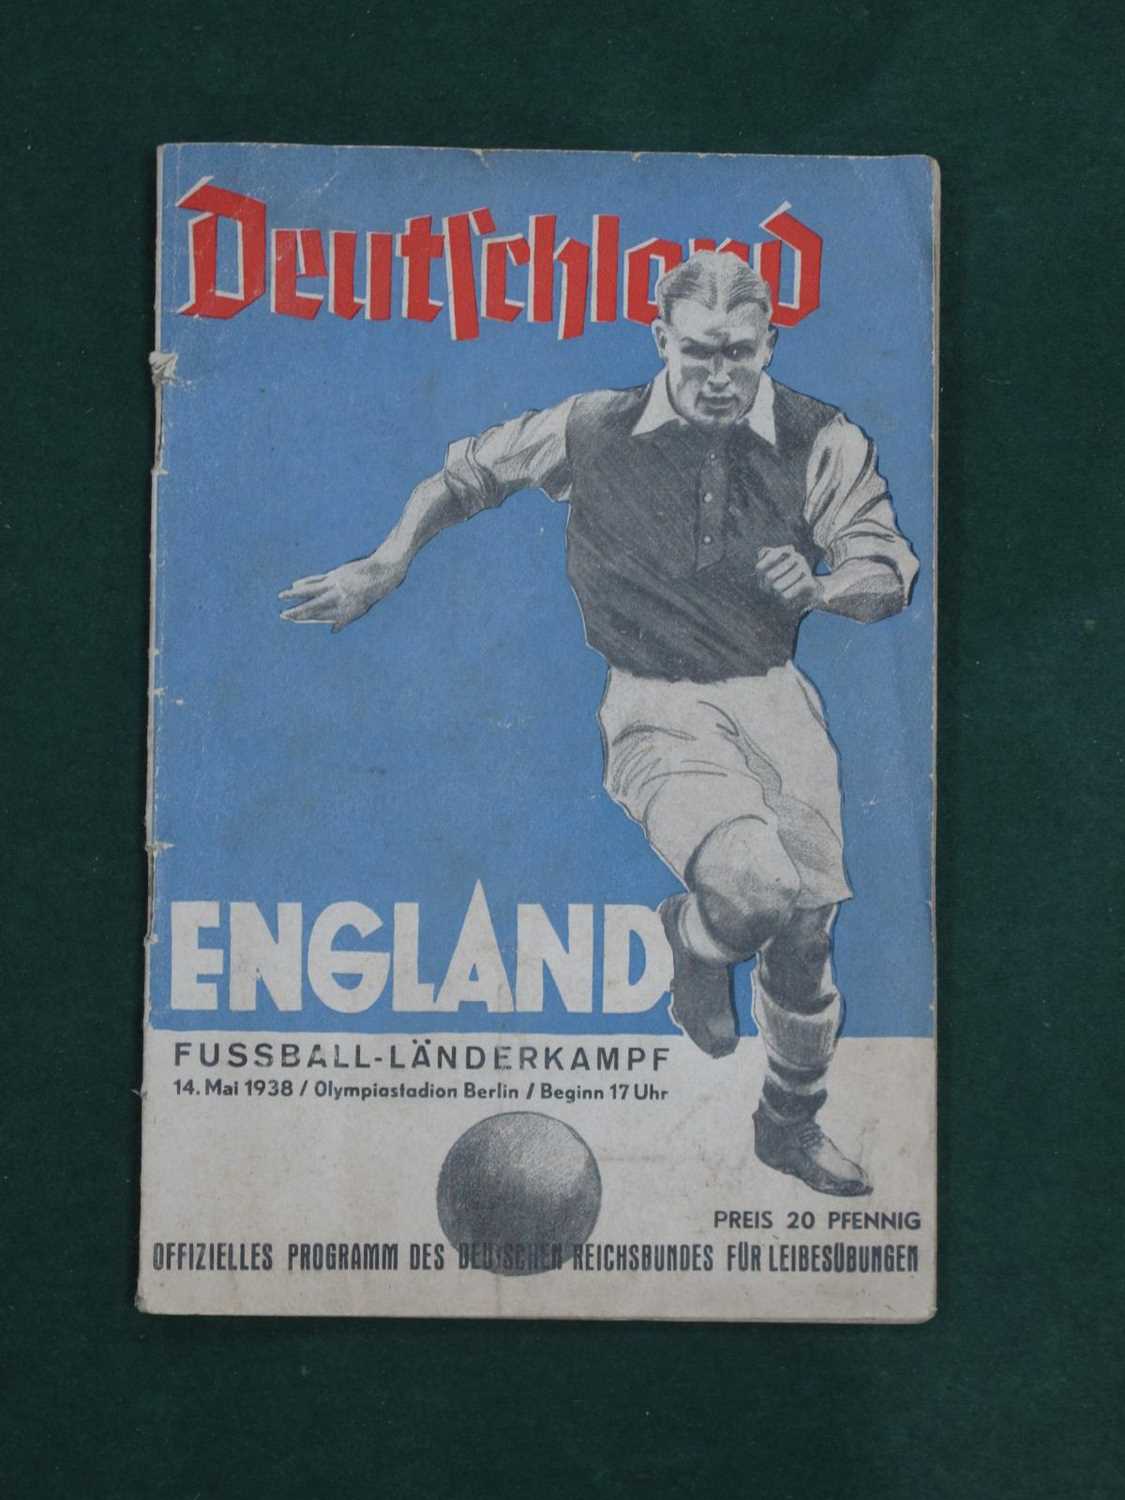 Deutschland
ENGLAND
FUSSBALL-LÄNDERKAMPF
14. Mai 1938 / Olympiastadion Berlin / Beginn 17 Uhr
PREIS 20 PFENNIG
OFFIZIELLES PROGRAMM DES DEUTSCHEN REICHSBUNDES FÜR LEIBESÜBUNGEN